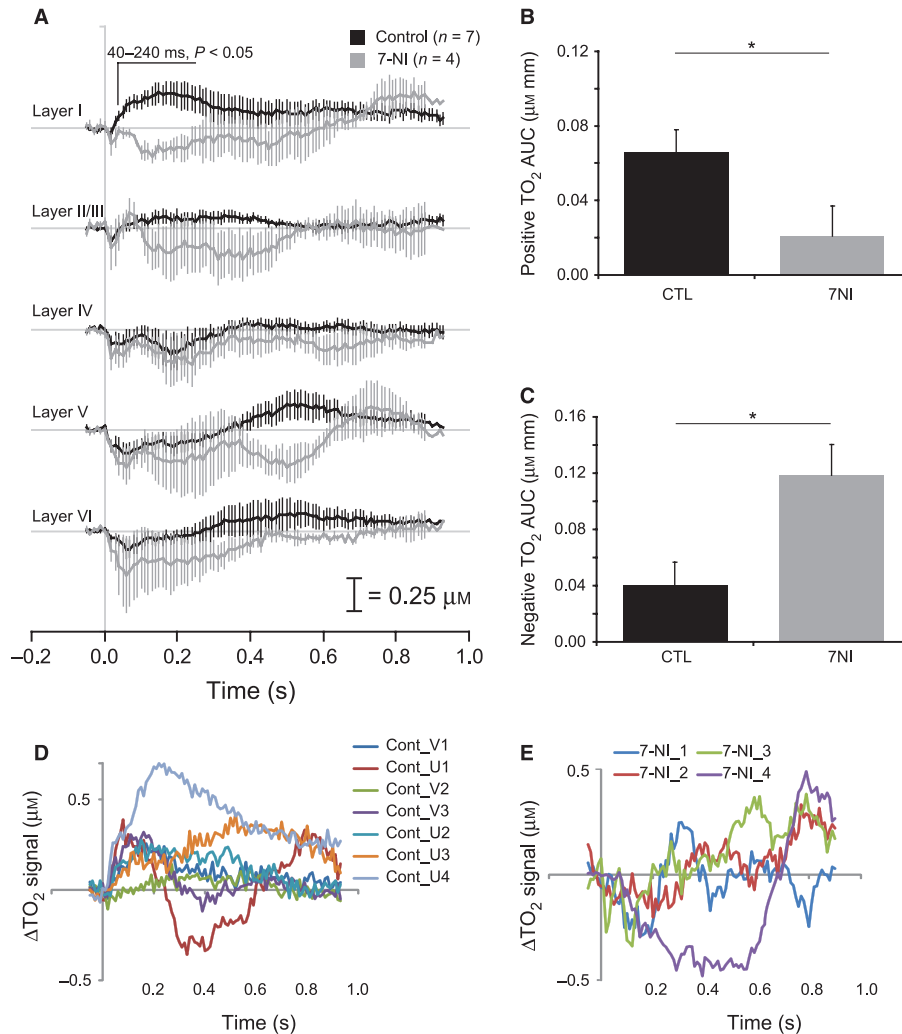 A
40–240 ms, P < 0.05
Control (n = 7)
7-NI (n = 4)
Layer I
Layer II/III
Layer IV
Layer V
Layer VI
= 0.25 μM
–0.2
0.0
0.2
0.4
0.6
0.8
1.0
Time (s)
B
*
Positive TO2 AUC (μM mm)
0.12
0.08
0.04
0.00
CTL
7NI
C
*
Negative TO2 AUC (μM mm)
0.16
0.12
0.08
0.04
0.00
CTL
7NI
D
Cont_V1
Cont_U1
Cont_V2
Cont_V3
Cont_U2
Cont_U3
Cont_U4
ΔTO2 signal (μM)
0.5
0
–0.5
0.2
0.4
0.6
0.8
1.0
Time (s)
E
7-NI_1
7-NI_3
7-NI_2
7-NI_4
ΔTO2 signal (μM)
0.5
0
–0.5
0.2
0.4
0.6
0.8
1.0
Time (s)